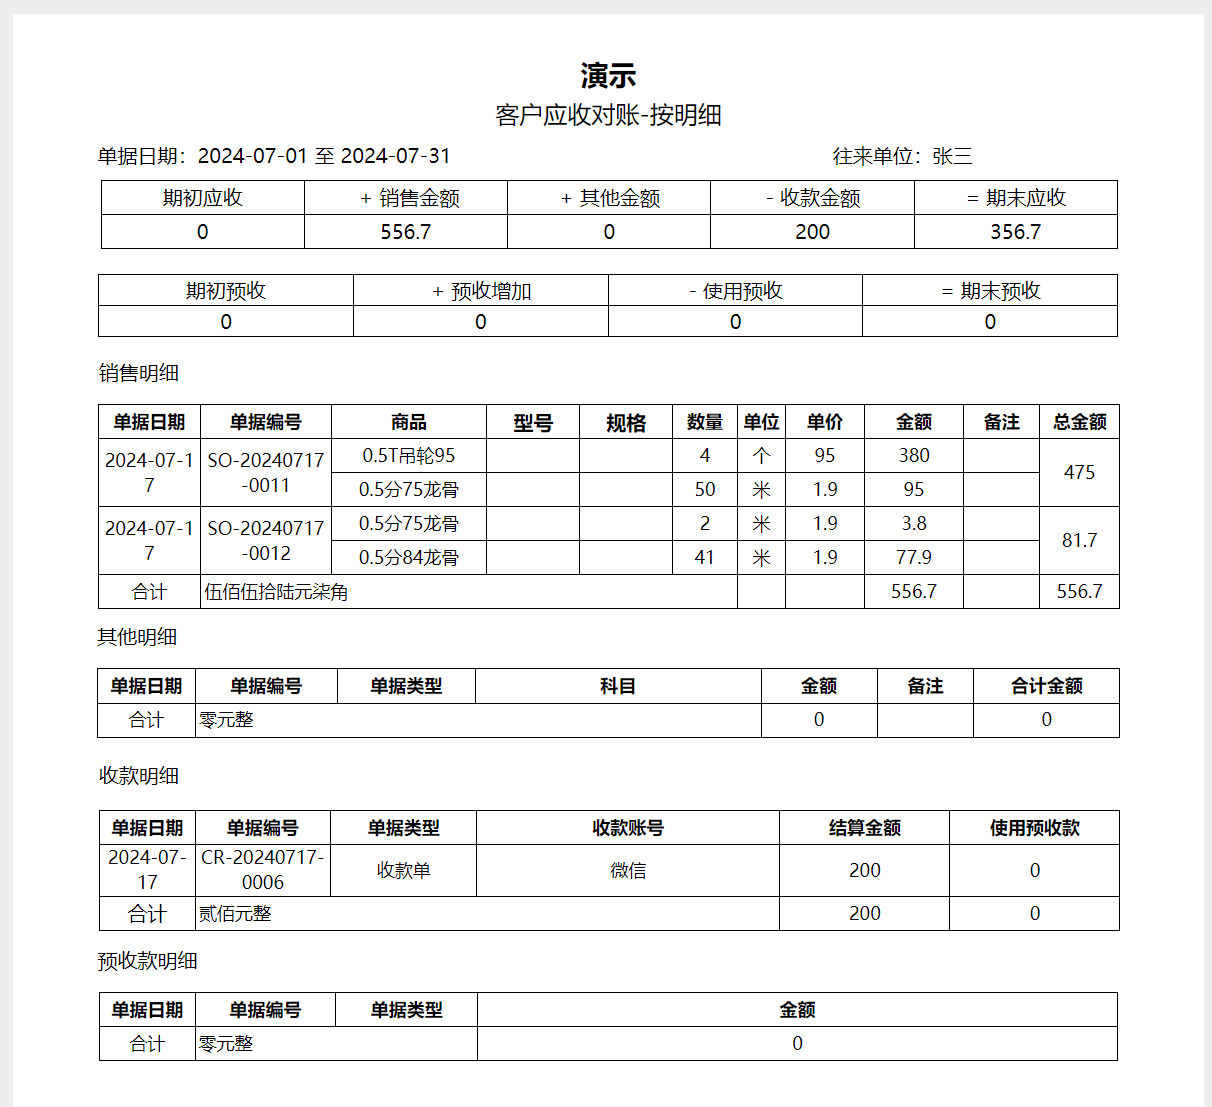 演示
客户应收对账-按明细
单据日期：2024-07-01 至 2024-07-31 往来单位：张三
期初应收 + 销售金额 + 其他金额 - 收款金额 = 期末应收
0 556.7 0 200 356.7
期初预收 + 预收增加 - 使用预收 = 期末预收
0 0 0 0
销售明细
单据日期 单据编号 商品 型号 规格 数量 单位 单价 金额 备注 总金额
2024-07-1
7
SO-20240717
-0011
0.5T吊轮95 4 个 95 380
475
0.5分75龙骨 50 米 1.9 95
2024-07-1
7
SO-20240717
-0012
0.5分75龙骨 2 米 1.9 3.8
81.7
0.5分84龙骨 41 米 1.9 77.9
合计 伍佰伍拾陆元柒角 556.7 556.7
其他明细
单据日期 单据编号 单据类型 科目 金额 备注 合计金额
合计 零元整 0 0
收款明细
单据日期 单据编号 单据类型 收款账号 结算金额 使用预收款
2024-07-
17
CR-20240717-
0006
收款单 微信 200 0
合计 贰佰元整 200 0
预收款明细
单据日期 单据编号 单据类型 金额
合计 零元整 0